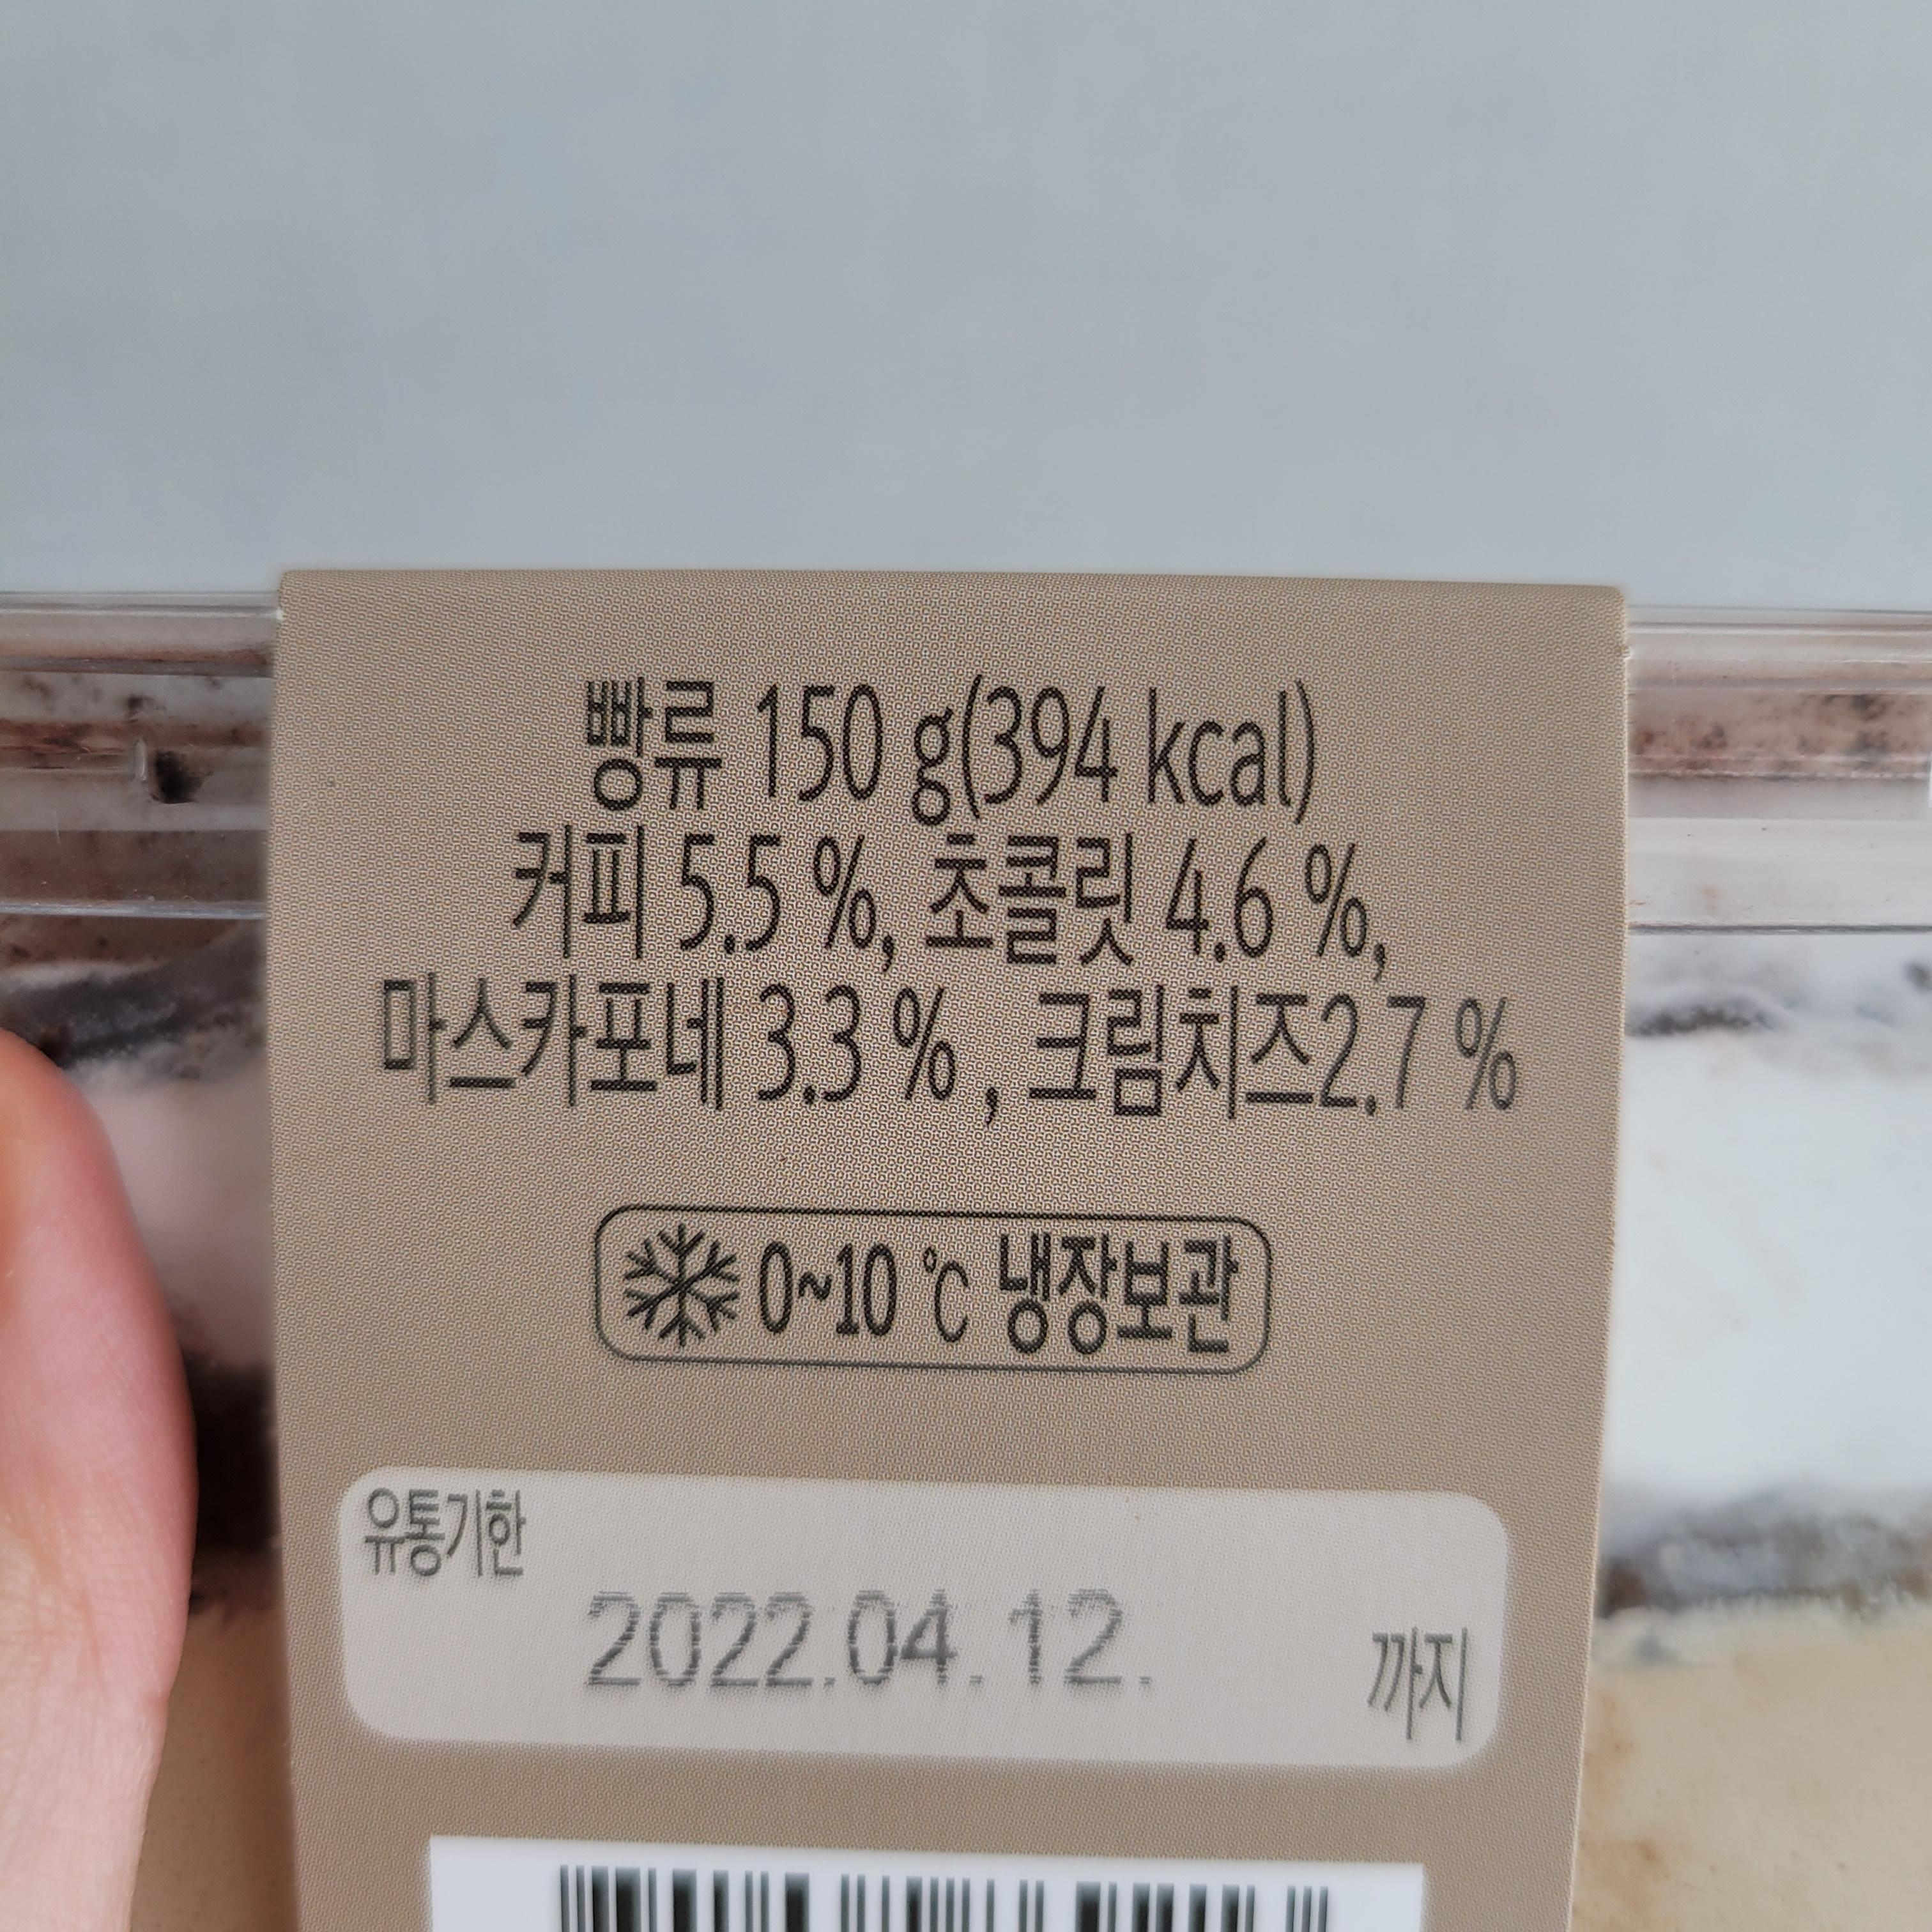 빵류 150 g(394 kcal)
커피 5.5 %, 초콜릿 4.6 %,
마스카포네 3.3 % , 크림치즈2.7 %
0~10 ℃ 냉장보관
유통기한
2022.04.12.
까지